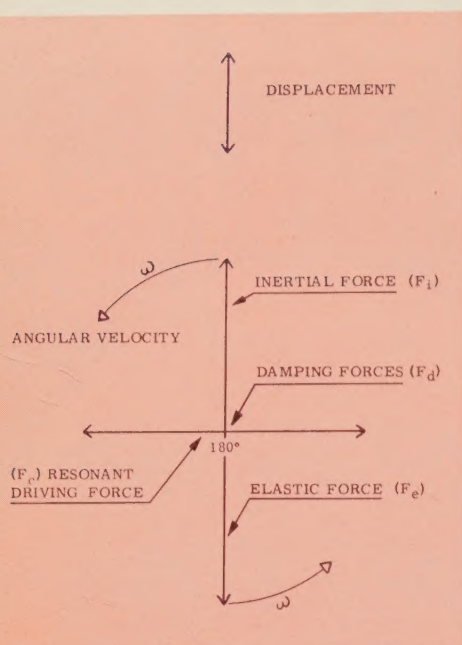 DISPLACEMENT
ω
INERTIAL FORCE (Fi)
ANGULAR VELOCITY
DAMPING FORCES (Fd)
180°
(Fc) RESONANT
DRIVING FORCE
ELASTIC FORCE (Fe)
ω